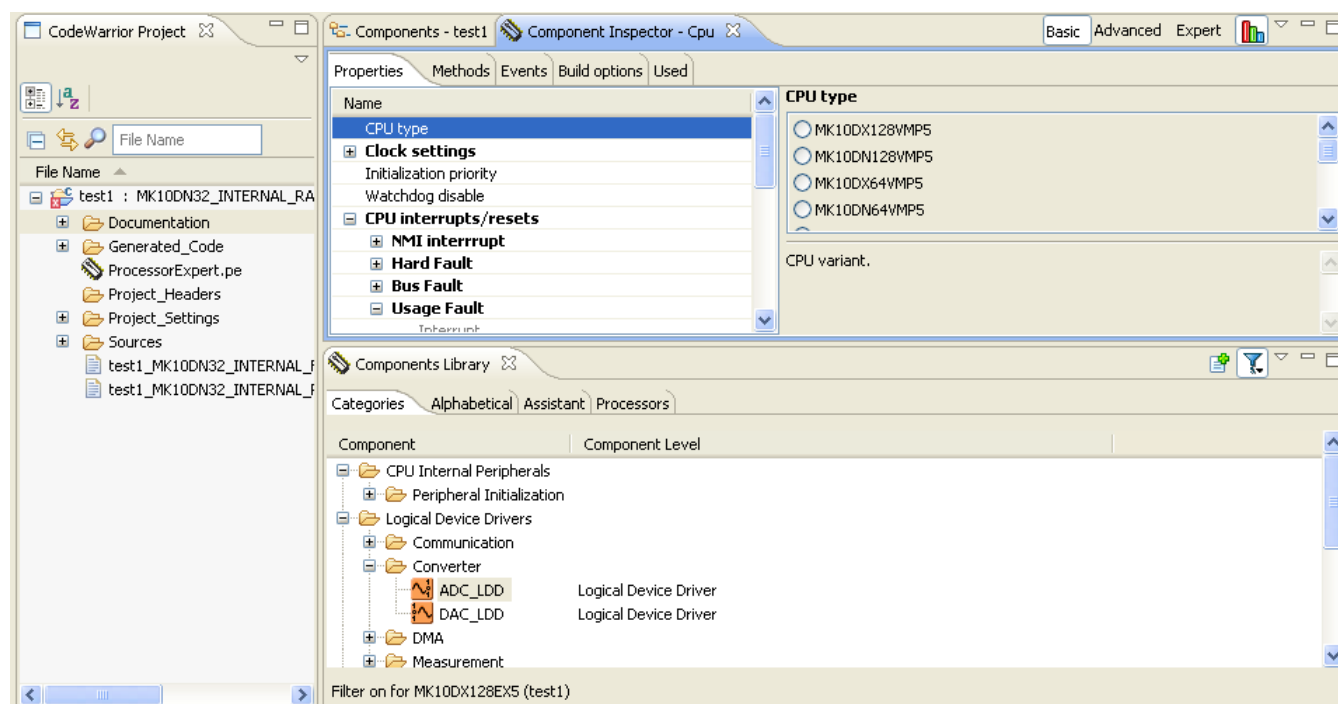 CodeWarrior Project
File Name
File Name
test1 : MK10DN32_INTERNAL_RA
Documentation
Generated_Code
ProcessorExpert.pe
Project_Headers
Project_Settings
Sources
test1_MK10DN32_INTERNAL_
test1_MK10DN32_INTERNAL_
Components - test1
Component Inspector - Cpu
Basic Advanced Expert
Properties Methods Events Build options Used
Name
CPU type
Clock settings
Initialization priority
Watchdog disable
CPU interrupts/resets
NMI interrrupt
Hard Fault
Bus Fault
Usage Fault
Interrupt
CPU type
MK10DX128VMP5
MK10DN128VMP5
MK10DX64VMP5
MK10DN64VMP5
CPU variant.
Components Library
Categories Alphabetical Assistant Processors
Component Component Level
CPU Internal Peripherals
Peripheral Initialization
Logical Device Drivers
Communication
Converter
ADC_LDD Logical Device Driver
DAC_LDD Logical Device Driver
DMA
Measurement
Filter on for MK10DX128EX5 (test1)